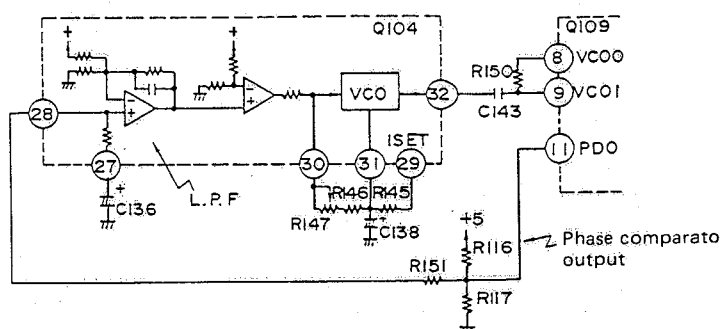 Q104
Q109
+
+
R150
8
VCO0
-
+
-
+
VCO
32
C143
9
VCO1
28
ISET
27
30
31
29
11
PDO
+
C136
L.P.F
R146
R145
R147
+
C138
+5
R116
Phase comparato
output
R151
R117